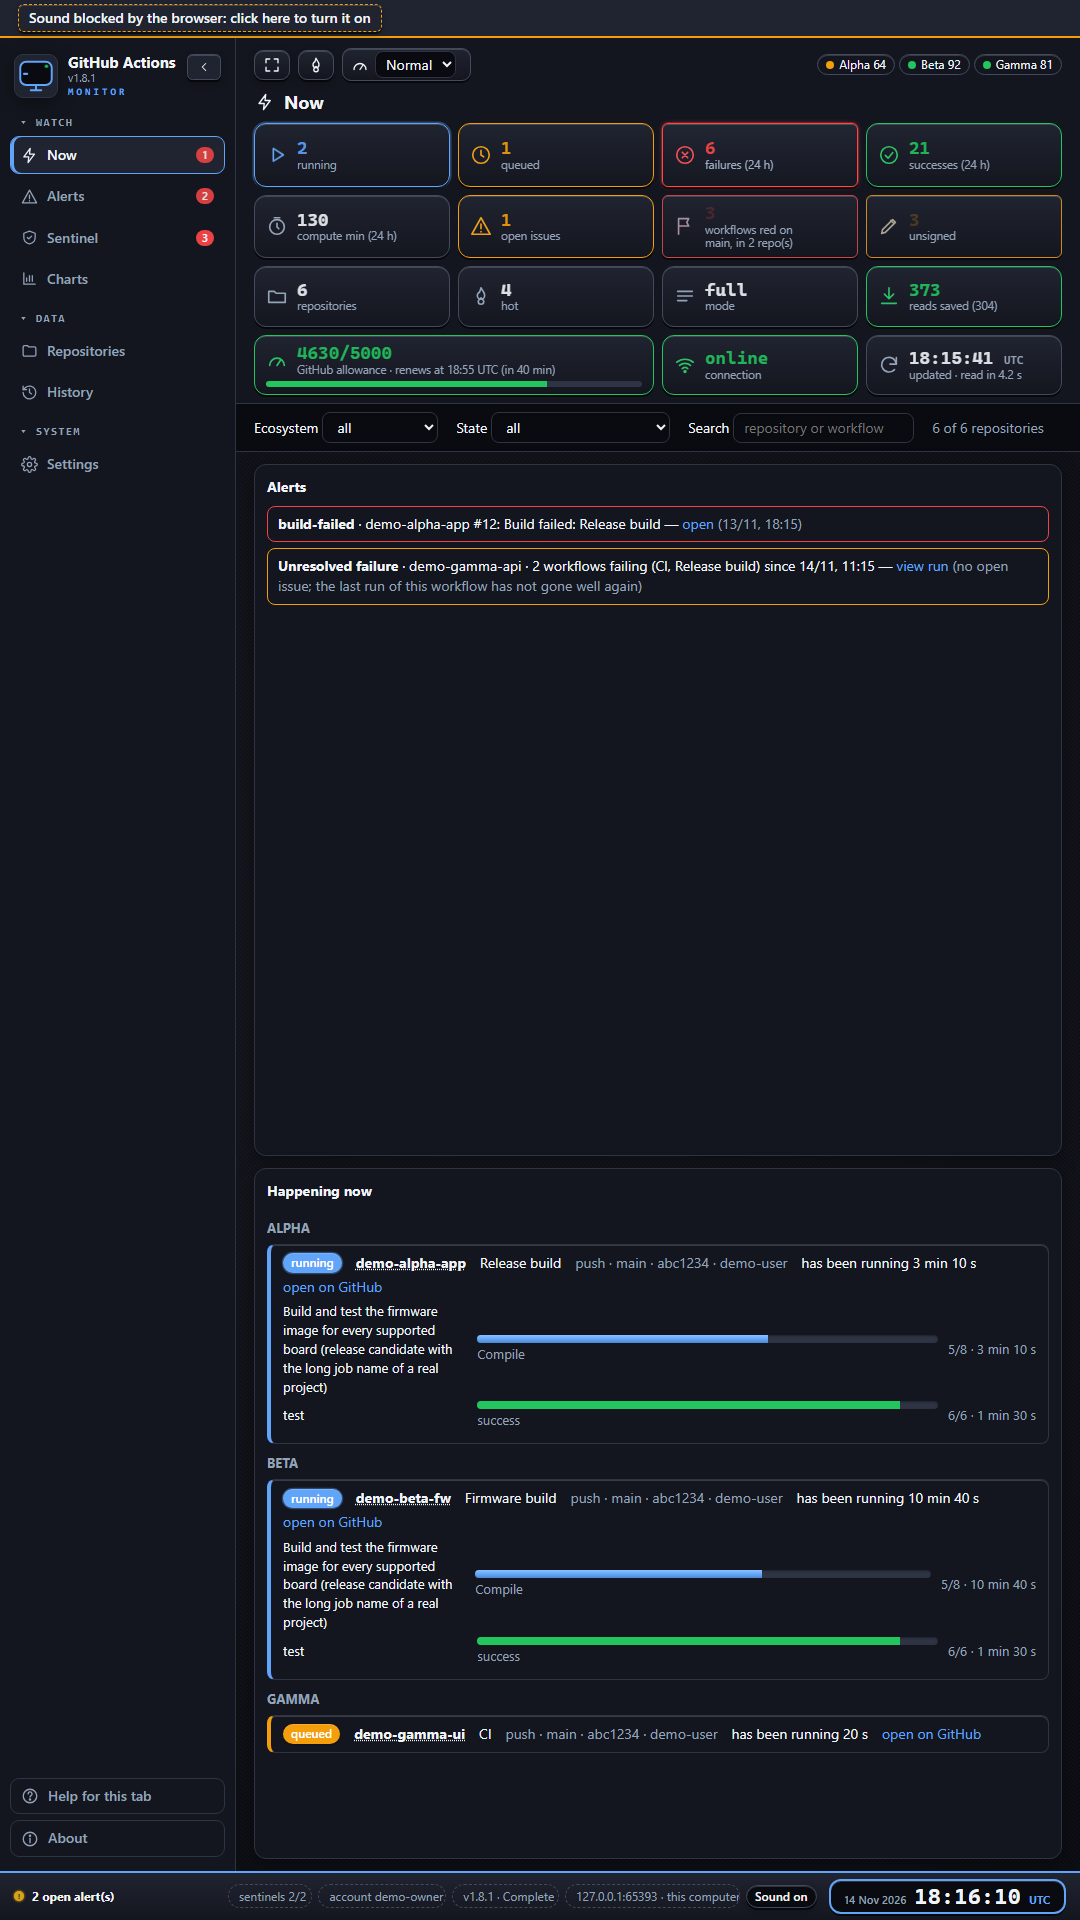 Sound blocked by the browser: click here to turn it on
GitHub Actions
v1.8.1
MONITOR
WATCH
Now 1
Alerts 2
Sentinel 3
Charts
DATA
Repositories
History
SYSTEM
Settings
Help for this tab
About
Normal
Alpha 64
Beta 92
Gamma 81
Now
2
running
1
queued
6
failures (24 h)
21
successes (24 h)
130
compute min (24 h)
1
open issues
3
workflows red on
main, in 2 repo(s)
3
unsigned
6
repositories
4
hot
full
mode
373
reads saved (304)
4630/5000
GitHub allowance · renews at 18:55 UTC (in 40 min)
online
connection
18:15:41 UTC
updated · read in 4.2 s
Ecosystem all State all Search repository or workflow 6 of 6 repositories
Alerts
build-failed · demo-alpha-app #12: Build failed: Release build — open (13/11, 18:15)
Unresolved failure · demo-gamma-api · 2 workflows failing (CI, Release build) since 14/11, 11:15 — view run (no open
issue; the last run of this workflow has not gone well again)
Happening now
ALPHA
running demo-alpha-app Release build push · main · abc1234 · demo-user has been running 3 min 10 s
open on GitHub
Build and test the firmware
image for every supported
board (release candidate with
the long job name of a real
project)
Compile
5/8 · 3 min 10 s
test
success
6/6 · 1 min 30 s
BETA
running demo-beta-fw Firmware build push · main · abc1234 · demo-user has been running 10 min 40 s
open on GitHub
Build and test the firmware
image for every supported
board (release candidate with
the long job name of a real
project)
Compile
5/8 · 10 min 40 s
test
success
6/6 · 1 min 30 s
GAMMA
queued demo-gamma-ui CI push · main · abc1234 · demo-user has been running 20 s open on GitHub
2 open alert(s)
sentinels 2/2
account demo-owner
v1.8.1 · Complete
127.0.0.1:65393 · this computer
Sound on
14 Nov 2026 18:16:10 UTC